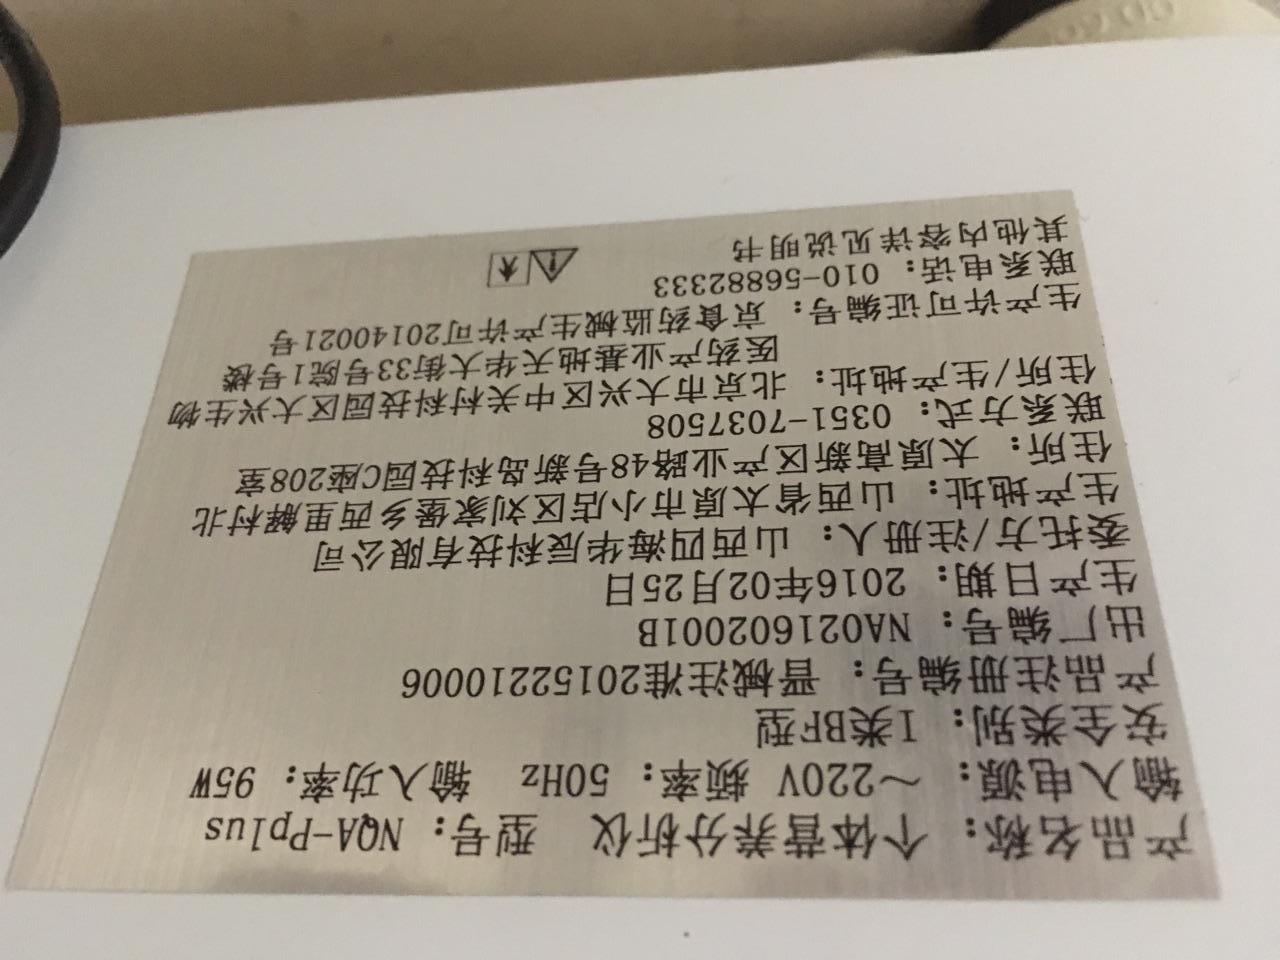 产品名称：个体营养分析仪 型号：NQA-Pplus
输入电源：～220V 频率：50Hz 输入功率：95W
安全类别：I类BF型
产品注册编号：晋械注准20152210006
出厂编号：NA021602001B
生产日期：2016年02月25日
委托方/注册人：山西四海华辰科技有限公司
生产地址：山西省太原市小店区刘家堡乡西里解村北
住所：太原高新区产业路48号新岛科技园C座208室
联系方式：0351-7037508
住所/生产地址：北京市大兴区中关村科技园区大兴生物
医药产业基地天华大街33号院1号楼
生产许可证编号：京食药监械生产许可20140021号
联系电话：010-56882333
其他内容详见说明书